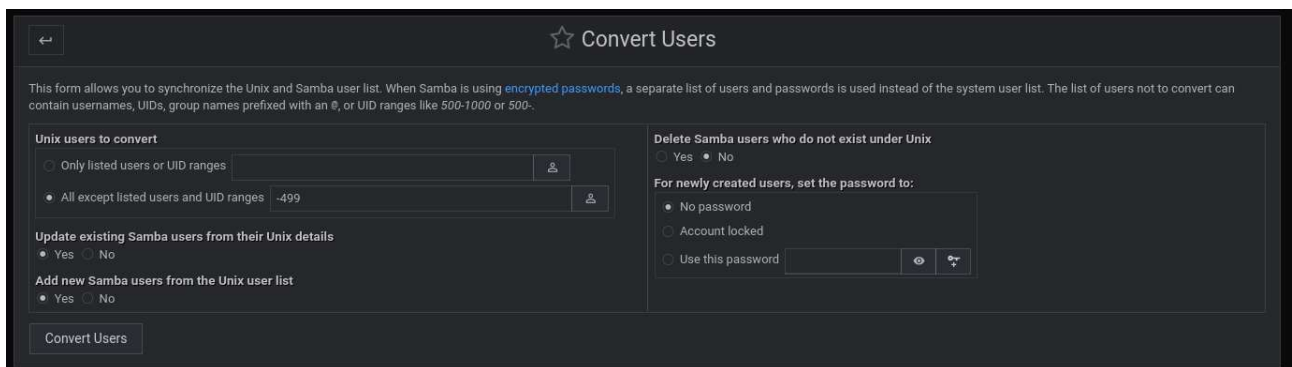 Convert Users
This form allows you to synchronize the Unix and Samba user list. When Samba is using encrypted passwords, a separate list of users and passwords is used instead of the system user list. The list of users not to convert can
contain usernames, UIDs, group names prefixed with an @, or UID ranges like 500-1000 or 500-.
Unix users to convert
Only listed users or UID ranges
All except listed users and UID ranges -499
Update existing Samba users from their Unix details
Yes No
Add new Samba users from the Unix user list
Yes No
Delete Samba users who do not exist under Unix
Yes No
For newly created users, set the password to:
No password
Account locked
Use this password
Convert Users